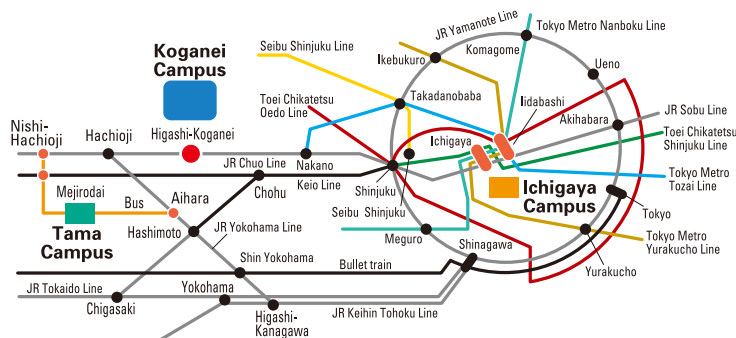 JR Yamanote Line
Tokyo Metro Nanboku Line
Komagome
Seibu Shinjuku Line
Ikebukuro
Koganei
Campus
Ueno
Takadanobaba
Toei Chikatetsu
Oedo Line
Iidabashi
Akihabara
JR Sobu Line
Nishi-
Hachioji
Hachioji
Higashi-Koganei
Ichigaya
Toei Chikatetsu
Shinjuku Line
JR Chuo Line
Nakano
Keio Line
Mejirodai
Bus
Aihara
Chohu
Shinjuku
Tokyo Metro
Tozai Line
Ichigaya
Campus
Seibu Shinjuku
Tokyo
Tama
Campus
Hashimoto
JR Yokohama Line
Meguro
Shinagawa
Tokyo Metro
Yurakucho Line
Yurakucho
Shin Yokohama
Bullet train
JR Tokaido Line
Chigasaki
Yokohama
Higashi-
Kanagawa
JR Keihin Tohoku Line